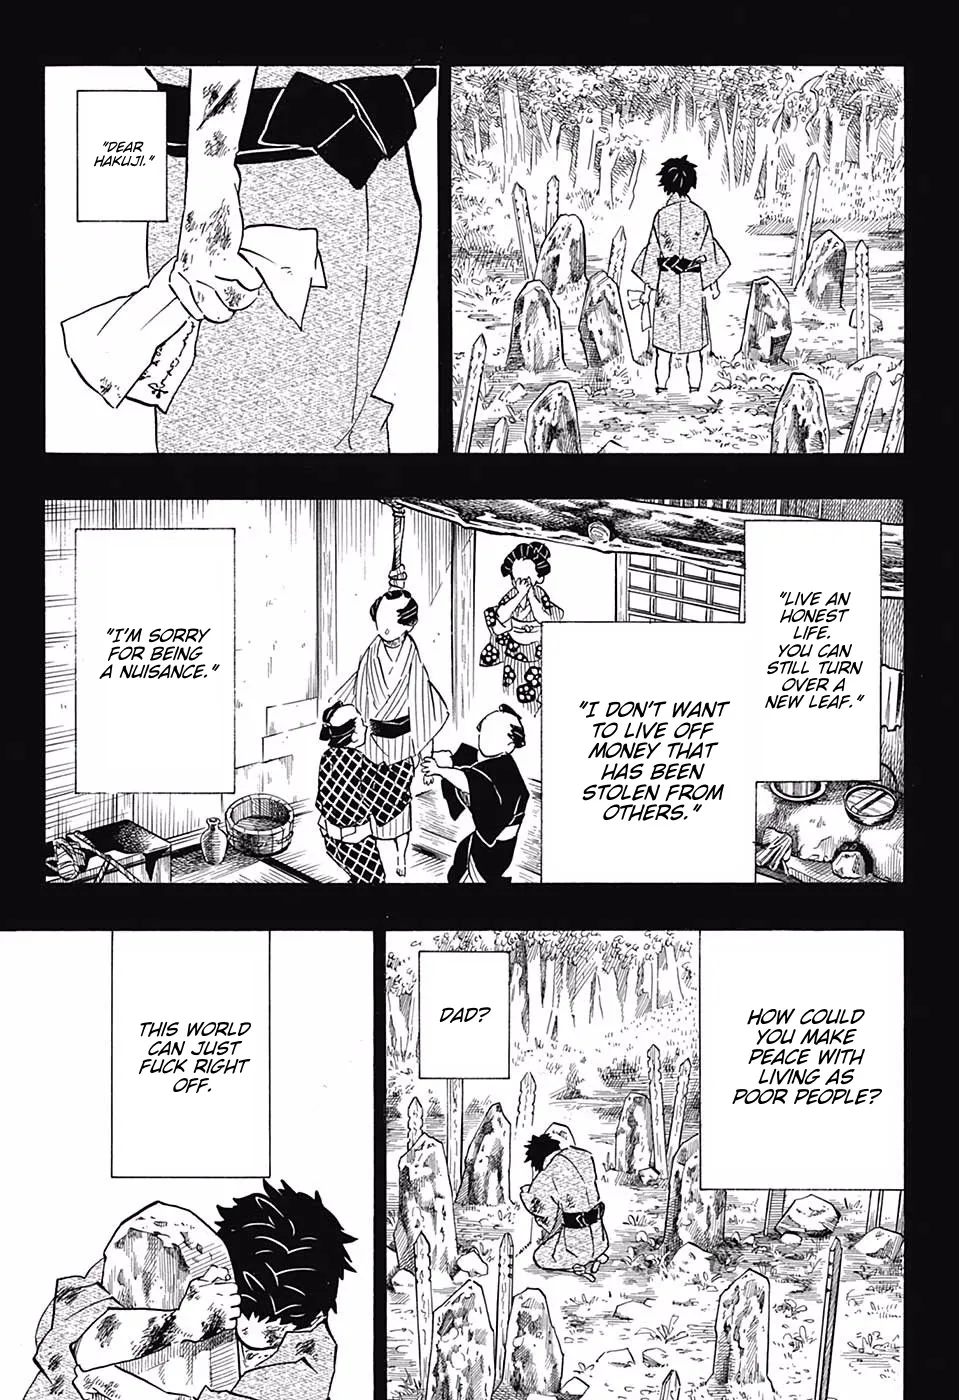 "DEAR
HAKUJI."
"LIVE AN
HONEST
LIFE.
YOU CAN
STILL TURN
OVER A
NEW LEAF."
"I DON'T WANT
TO LIVE OFF
MONEY THAT
HAS BEEN
STOLEN FROM
OTHERS."
"I'M SORRY
FOR BEING
A NUISANCE."
HOW COULD
YOU MAKE
PEACE WITH
LIVING AS
POOR PEOPLE?
DAD?
THIS WORLD
CAN JUST
FUCK RIGHT
OFF.